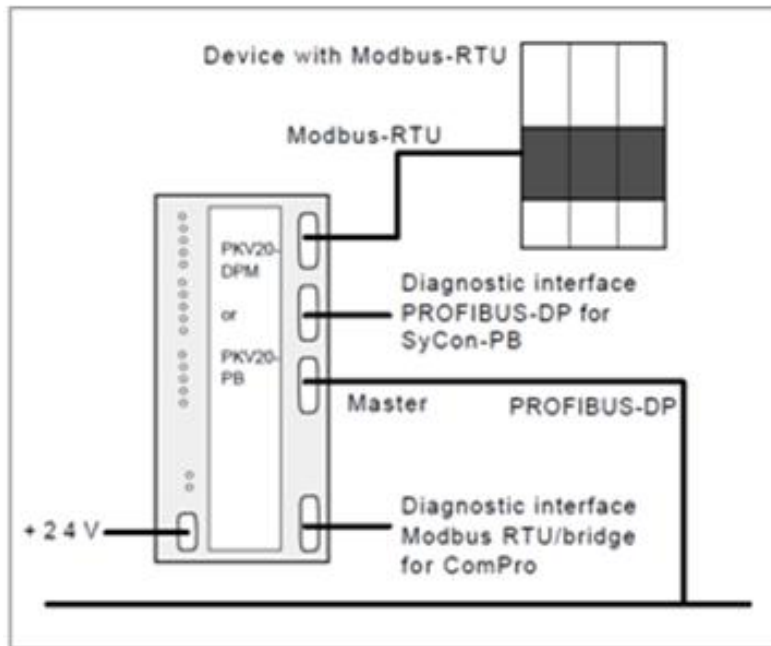 Device with Modbus-RTU
Modbus-RTU
PKV20-
DPM
or
PKV20-
PB
Diagnostic interface
PROFIBUS-DP for
SyCon-PB
Master
PROFIBUS-DP
+24V
Diagnostic interface
Modbus RTU/bridge
for ComPro